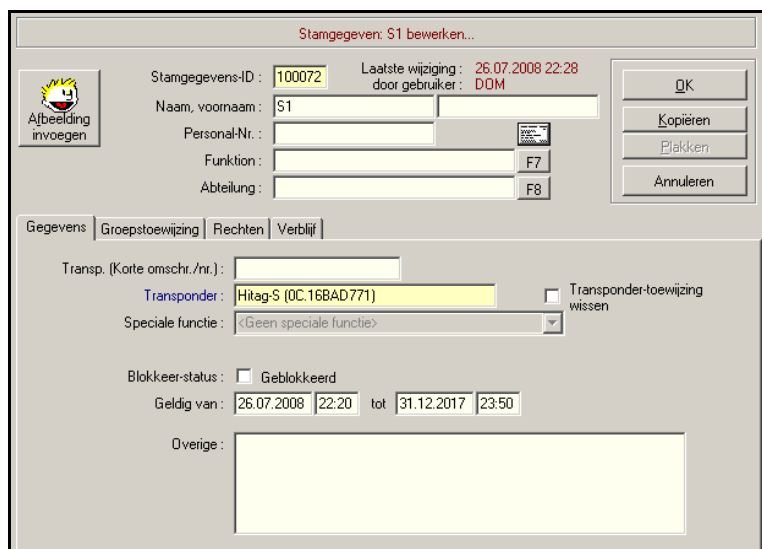 Stamgegeven: S1 bewerken...
Stamgegevens-ID : 100072 Laatste wijziging : 26.07.2008 22:28
door gebruiker : DOM
OK
Afbeelding invoegen
Naam, voornaam : S1
Kopiëren
Personal-Nr. :
Plakken
Funktion : F7
Annuleren
Abteilung : F8
Gegevens Groepstoewijzing Rechten Verblijf
Transp. (Korte omschr./nr.) :
Transponder : Hitag-S (0C.16BAD771) Transponder-toewijzing
wissen
Speciale functie : <Geen speciale functie>
Blokkeer-status : Geblokkeerd
Geldig van : 26.07.2008 22:20 tot 31.12.2017 23:50
Overige :